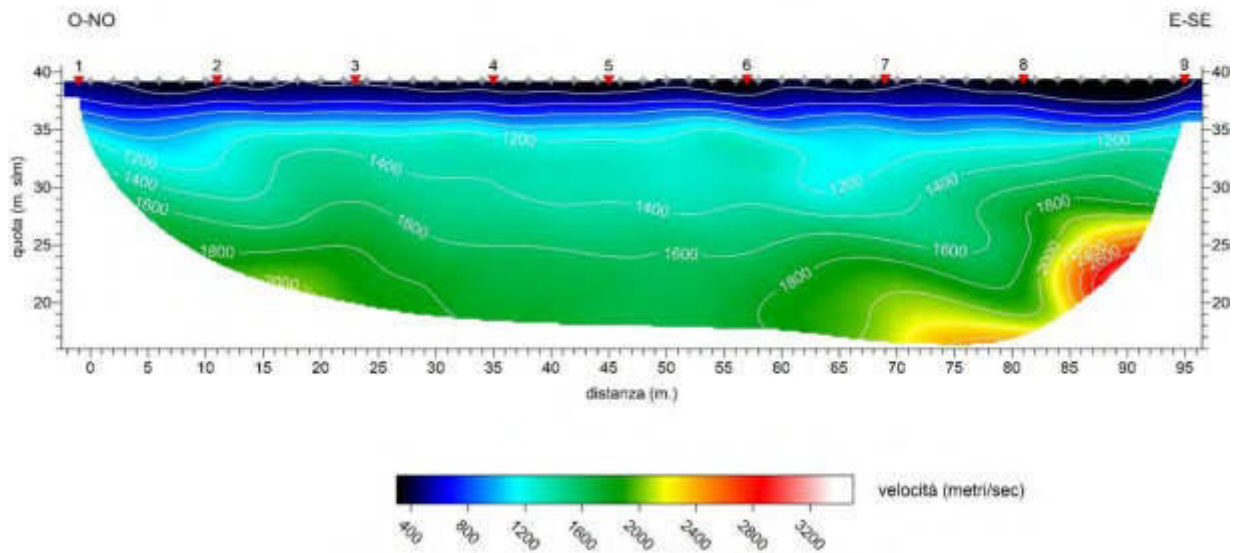 O-NO E-SE
1 2 3 4 5 6 7 8 9
40 40
35 35
30 30
25 25
20 20
quota (m. slm)
1200 1200 1200 1200
1400 1400 1400 1400
1600 1600 1600 1600
1800 1800 1800
2000 2000
0 5 10 15 20 25 30 35 40 45 50 55 60 65 70 75 80 85 90 95
distanza (m.)
velocità (metri/sec)
400 800 1200 1600 2000 2400 2800 3200